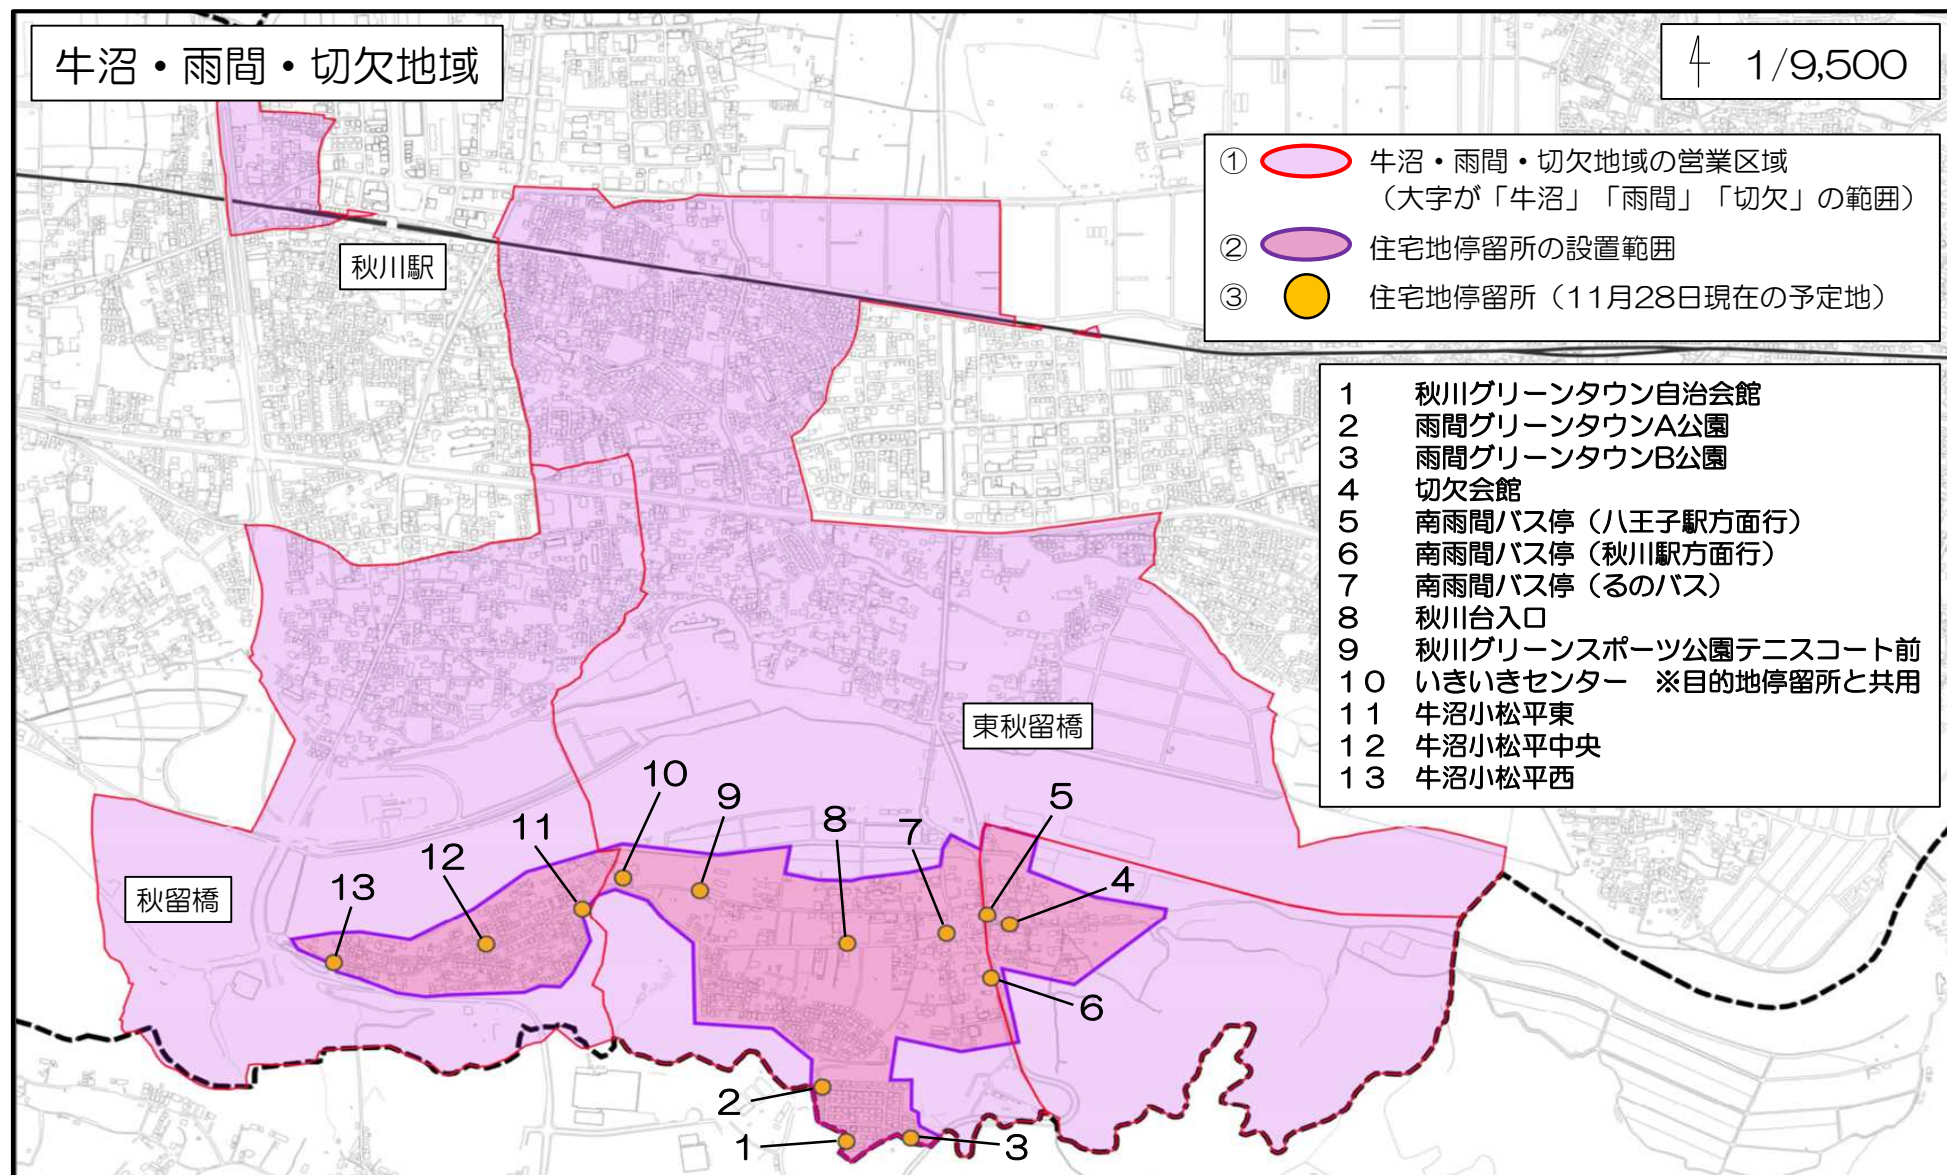 牛沼・雨間・切欠地域
1/9,500
① 牛沼・雨間・切欠地域の営業区域
（大字が「牛沼」「雨間」「切欠」の範囲）
② 住宅地停留所の設置範囲
③ 住宅地停留所（11月28日現在の予定地）
秋川駅
1 秋川グリーンタウン自治会館
2 雨間グリーンタウンA公園
3 雨間グリーンタウンB公園
4 切欠会館
5 南雨間バス停（八王子駅方面行）
6 南雨間バス停（秋川駅方面行）
7 南雨間バス停（るのバス）
8 秋川台入口
9 秋川グリーンスポーツ公園テニスコート前
10 いきいきセンター ※目的地停留所と共用
11 牛沼小松平東
12 牛沼小松平中央
13 牛沼小松平西
東秋留橋
秋留橋
10
9
5
11
8
7
12
13
4
6
2
1
3